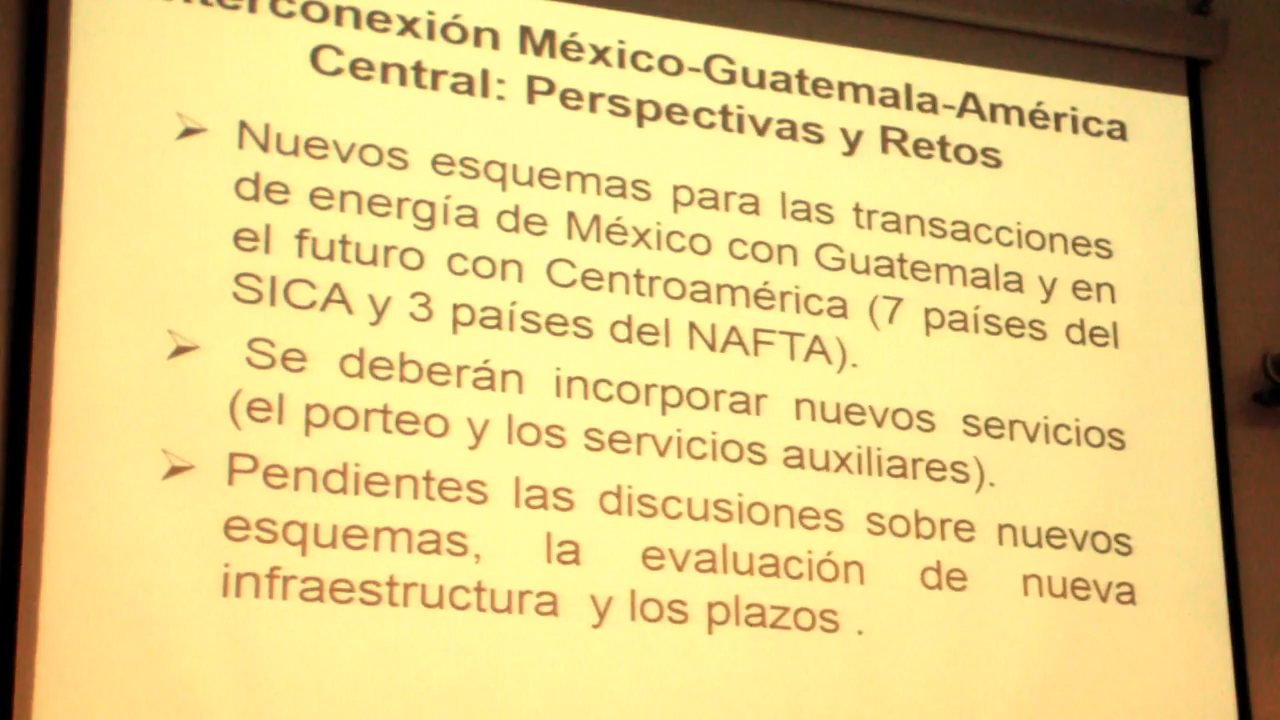 Interconexión México-Guatemala-América
Central: Perspectivas y Retos
➢ Nuevos esquemas para las transacciones
de energía de México con Guatemala y en
el futuro con Centroamérica (7 países del
SICA y 3 países del NAFTA).
➢ Se deberán incorporar nuevos servicios
(el porteo y los servicios auxiliares).
➢ Pendientes las discusiones sobre nuevos
esquemas, la evaluación de nueva
infraestructura y los plazos .